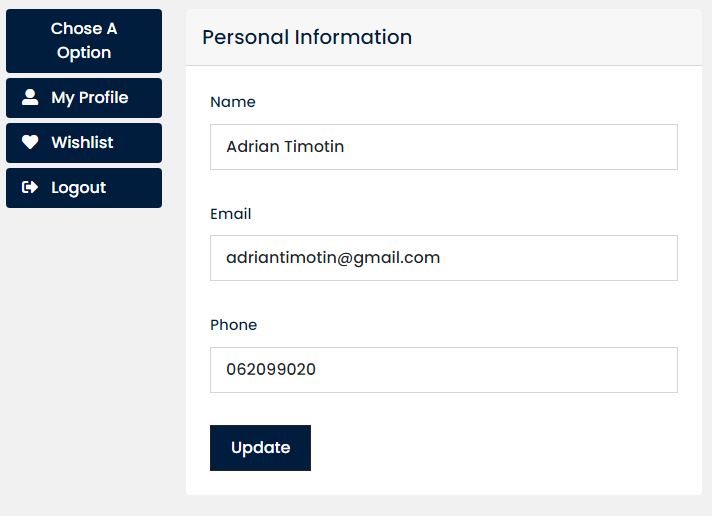 Chose A
Option
My Profile
Wishlist
Logout
Personal Information
Name
Adrian Timotin
Email
adriantimotin@gmail.com
Phone
062099020
Update